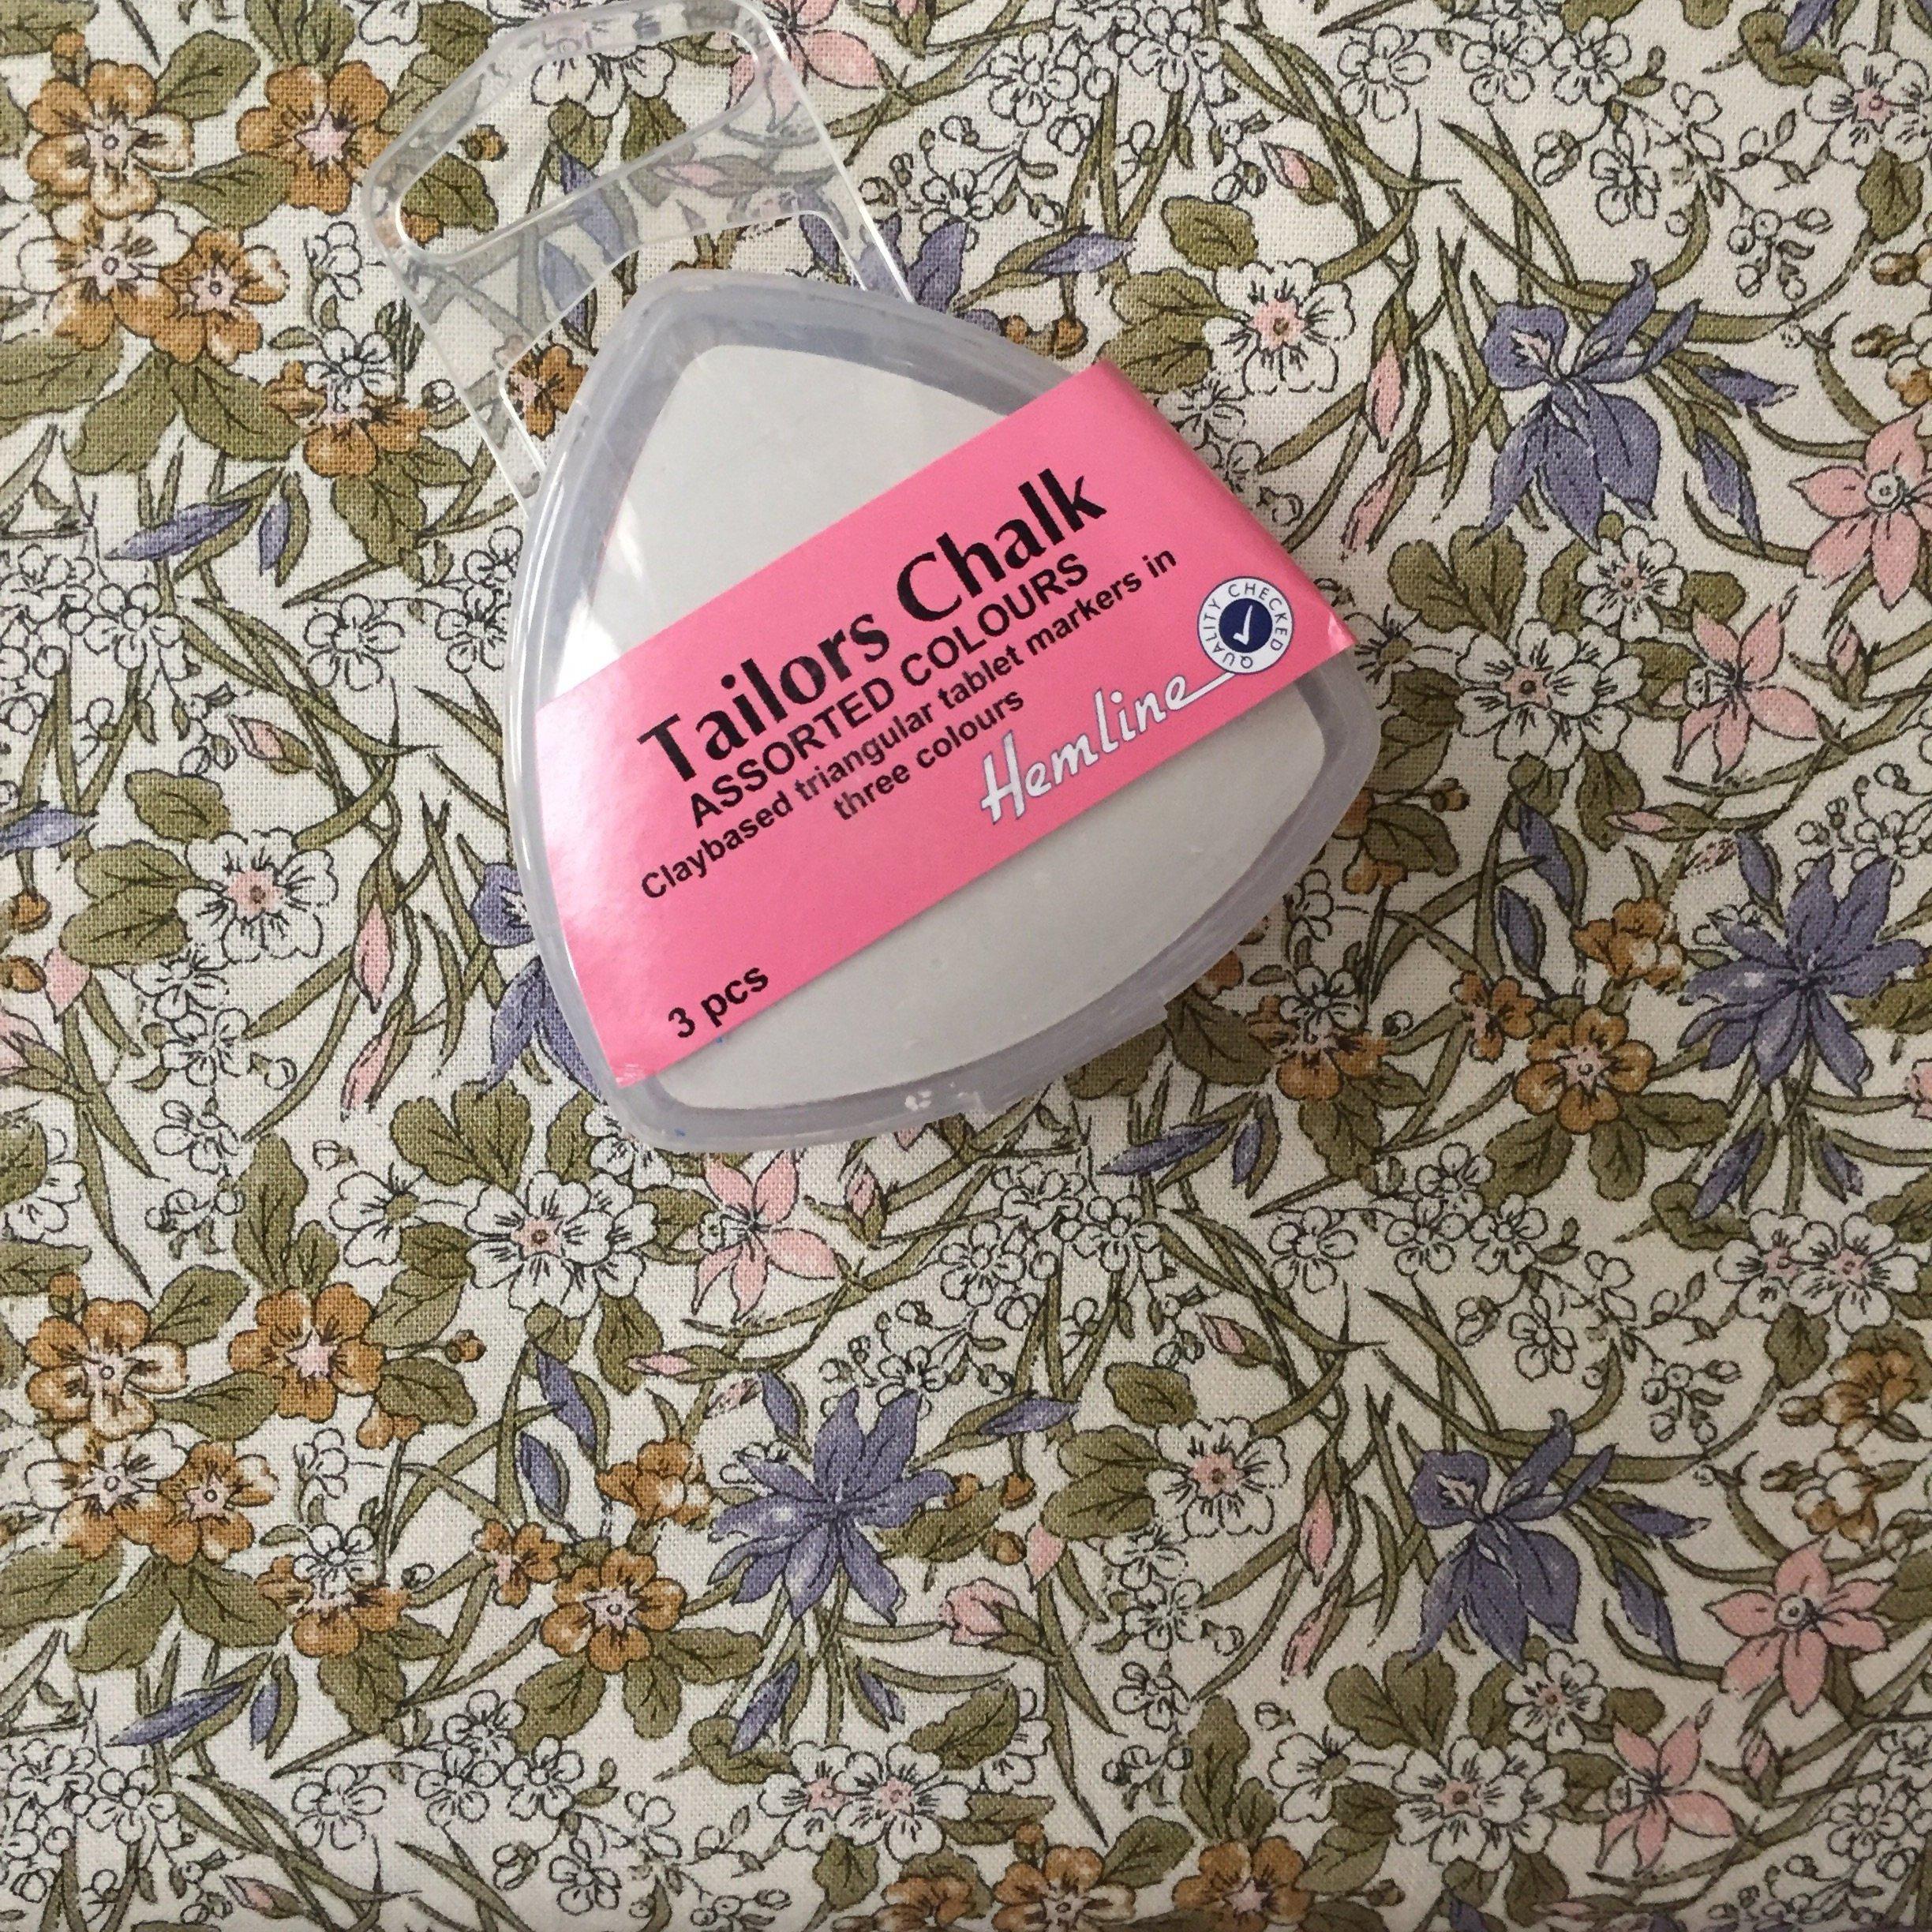 Tailors Chalk
ASSORTED COLOURS
Claybased triangular tablet markers in
three colours
Hemline
QUALITY CHECKED
3 pcs